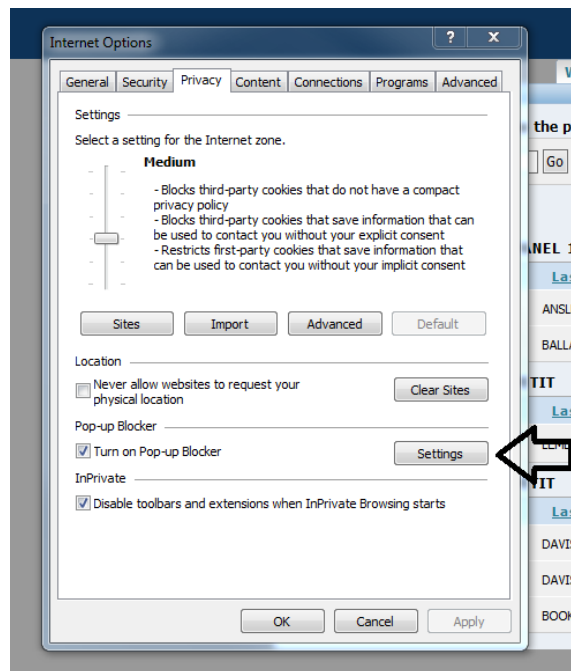 Internet Options
? X
General Security Privacy Content Connections Programs Advanced
Settings
Select a setting for the Internet zone.
Medium
- Blocks third-party cookies that do not have a compact
privacy policy
- Blocks third-party cookies that save information that can
be used to contact you without your explicit consent
- Restricts first-party cookies that save information that
can be used to contact you without your implicit consent
Sites Import Advanced Default
Location
Never allow websites to request your
physical location
Clear Sites
Pop-up Blocker
Turn on Pop-up Blocker
Settings
InPrivate
Disable toolbars and extensions when InPrivate Browsing starts
OK Cancel Apply
the p
Go
NEL
Las
ANSL
BALL
TIT
Las
TIT
Las
DAVIS
DAVIS
BOOK